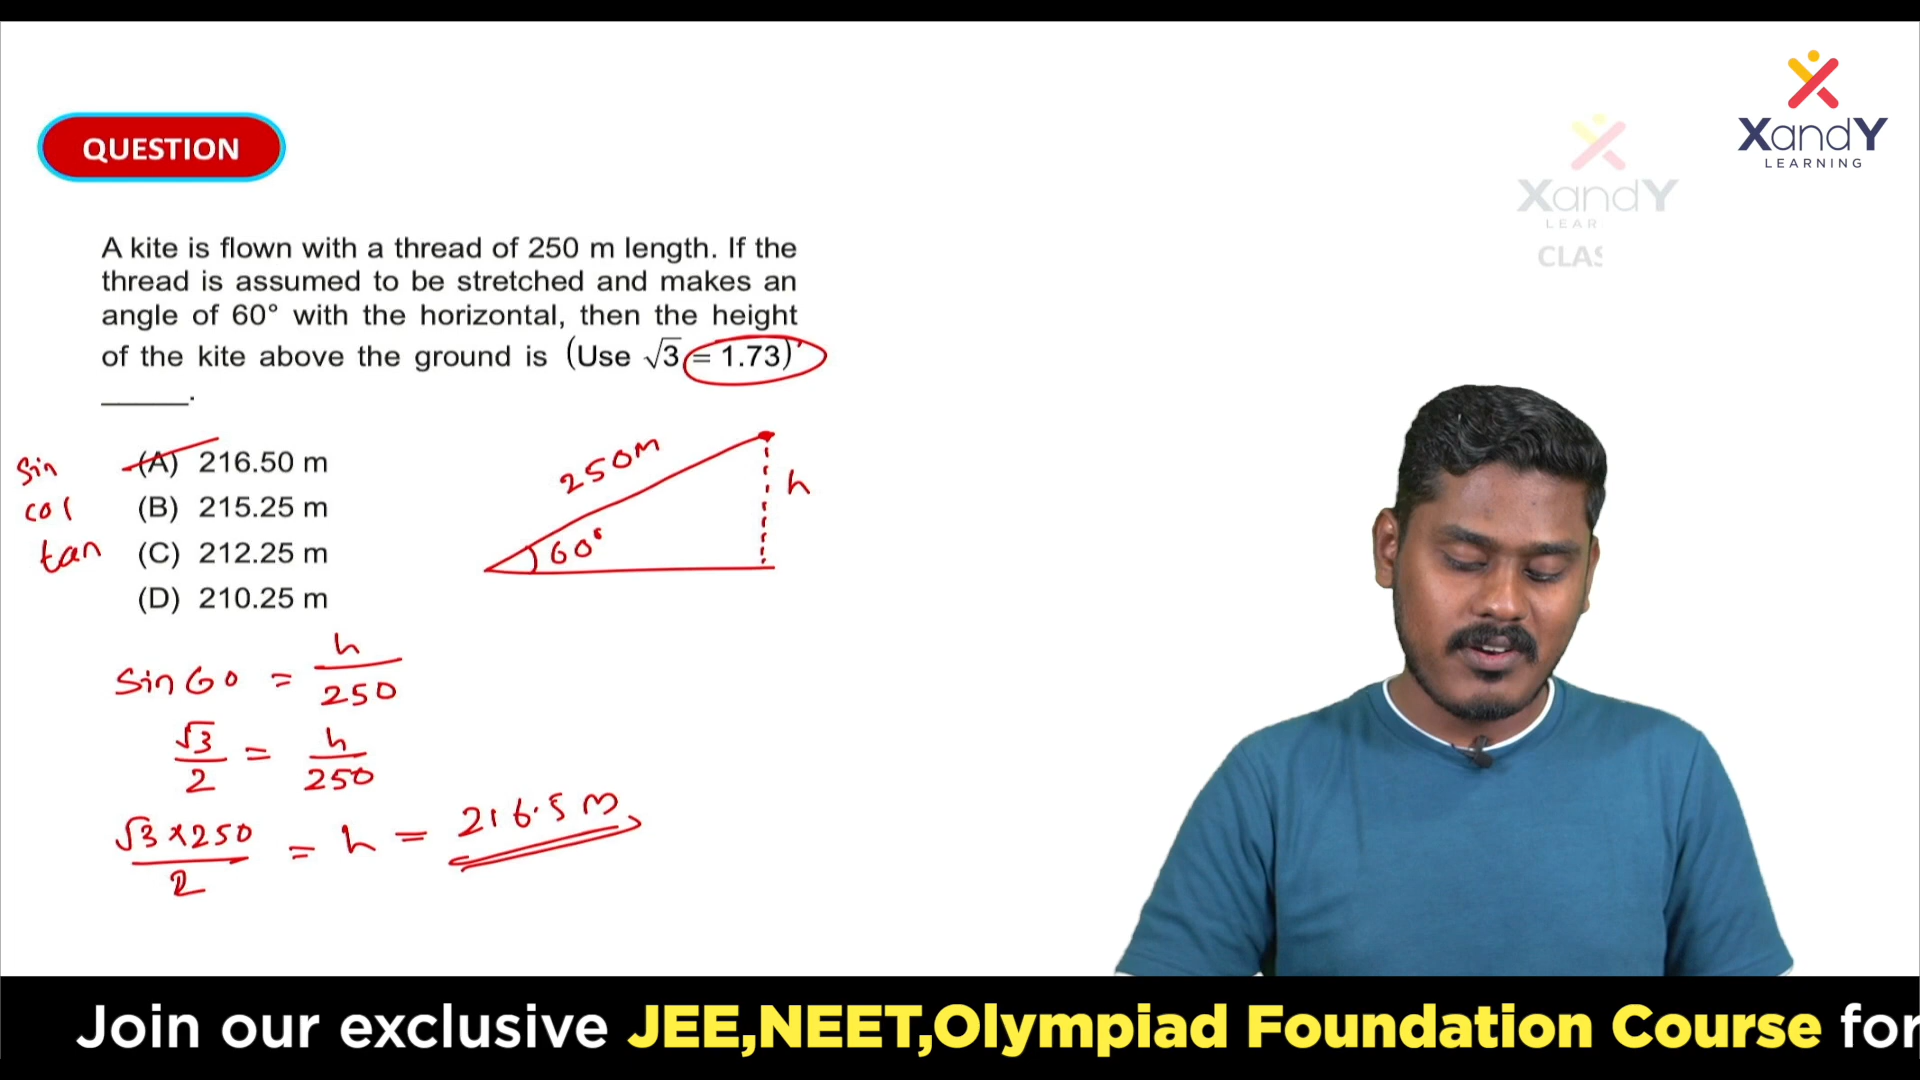 XandY
LEARNING
XandY
LEAR
CLAS
QUESTION
A kite is flown with a thread of 250 m length. If the
thread is assumed to be stretched and makes an
angle of 60° with the horizontal, then the height
of the kite above the ground is (Use √3 = 1.73)
______.
(A) 216.50 m
(B) 215.25 m
(C) 212.25 m
(D) 210.25 m
sin
cos
tan
250m
h
60°
sin 60 = h/250
√3/2 = h/250
√3×250/2 = h = 216.5 m
Join our exclusive JEE,NEET,Olympiad Foundation Course for